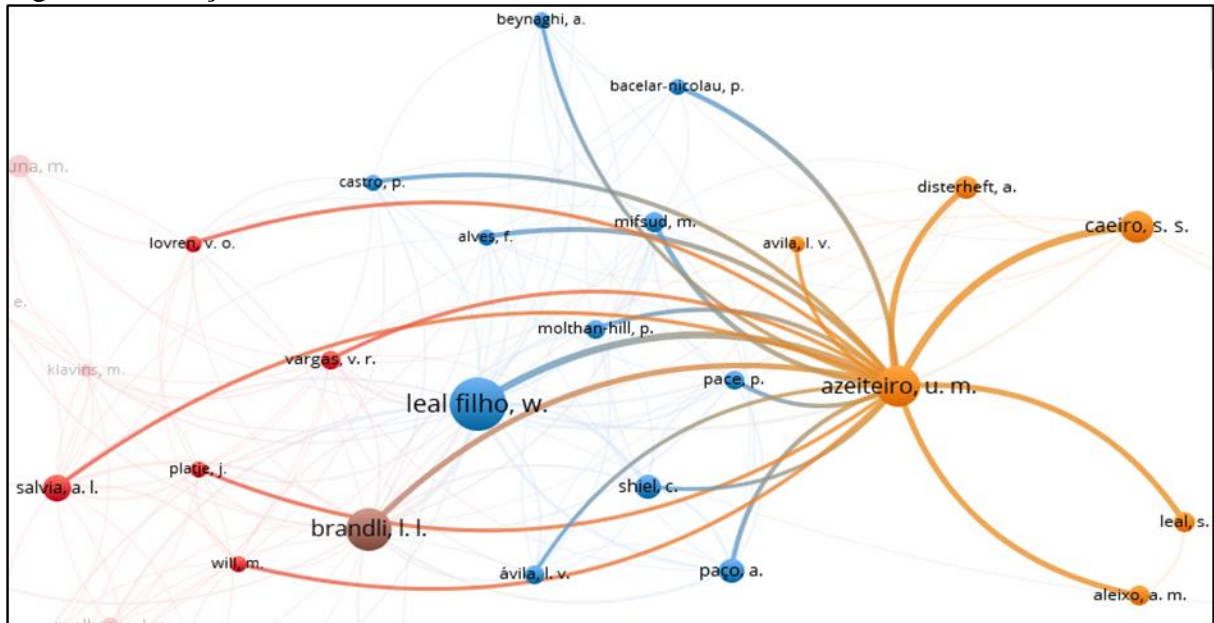 beynaghi, a.
bacelar-nicolau, p.
una, m.
castro, p.
disterheft, a.
mifsud, m.
caeiro, s. s.
alves, f.
avila, l. v.
lovren, v. o.
e.
molthan-hill, p.
vargas, v. r.
klavins, m.
pace, p.
azeiteiro, u. m.
leal filho, w.
platje, j.
salvia, a. l.
shiel, c.
leal, s.
brandli, l. l.
will, m.
ávila, l. v.
paço, a.
aleixo, a. m.